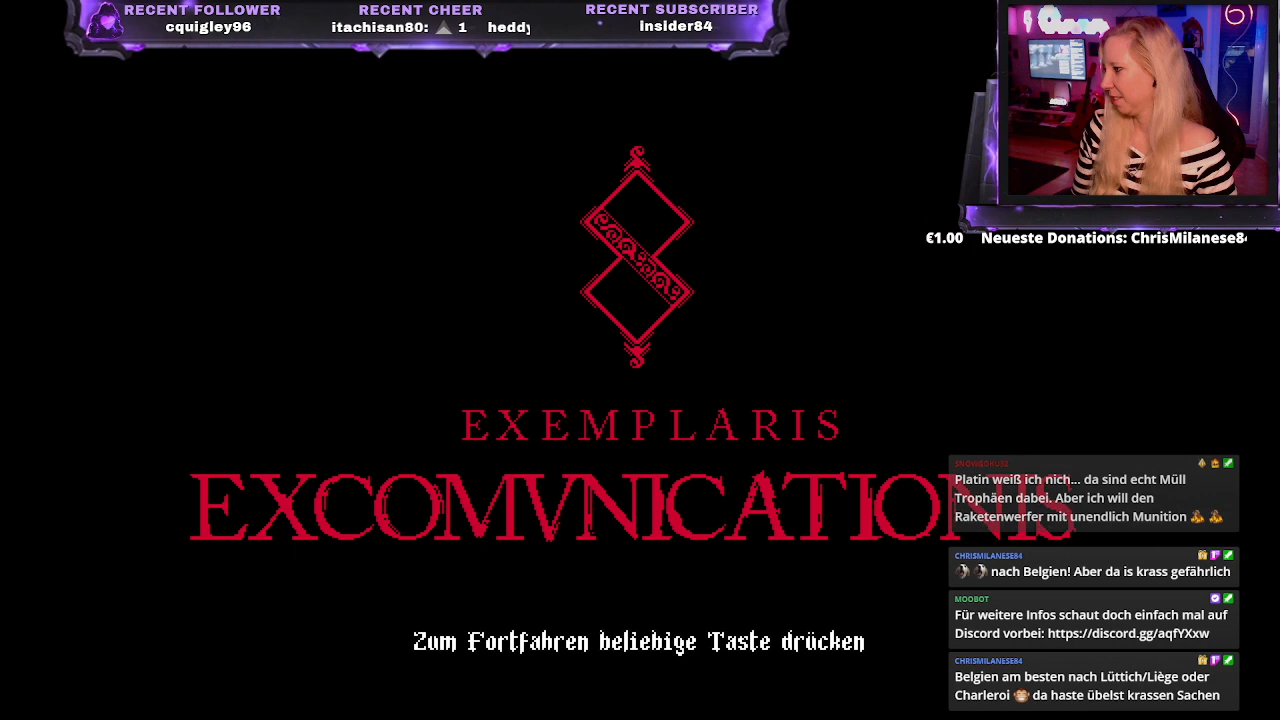 RECENT FOLLOWER
cquigley96
RECENT CHEER
itachisan80: 1 heddy
RECENT SUBSCRIBER
insider84
€1.00 Neueste Donations: ChrisMilanese84
EXEMPLARIS
EXCOMVNICATIONIS
Zum Fortfahren beliebige Taste drücken
Platin weiß ich nich... da sind echt Müll
Trophäen dabei. Aber ich will den
Raketenwerfer mit unendlich Munition
CHRISMILANESE84
nach Belgien! Aber da is krass gefährlich
MOOBOT
Für weitere Infos schaut doch einfach mal auf
Discord vorbei: https://discord.gg/aqfYXxw
CHRISMILANESE84
Belgien am besten nach Lüttich/Liège oder
Charleroi da haste übelst krassen Sachen